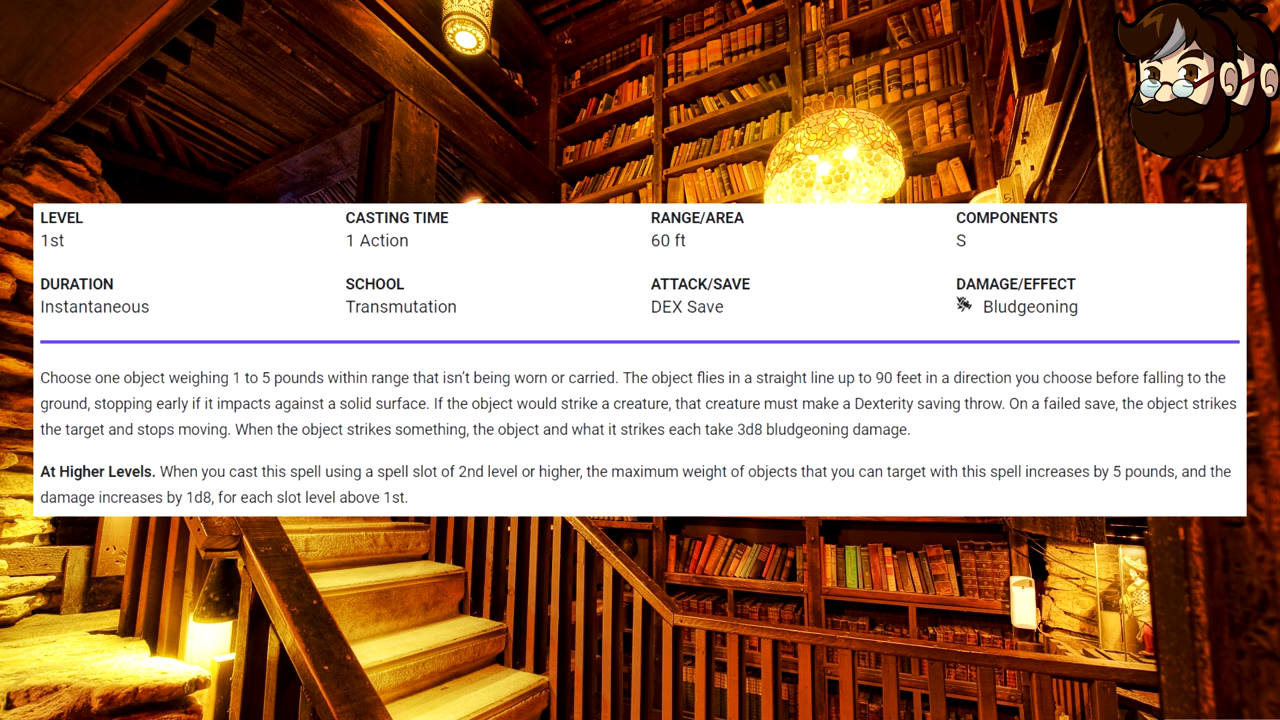 LEVEL CASTING TIME RANGE/AREA COMPONENTS
1st 1 Action 60 ft S
DURATION SCHOOL ATTACK/SAVE DAMAGE/EFFECT
Instantaneous Transmutation DEX Save Bludgeoning
Choose one object weighing 1 to 5 pounds within range that isn’t being worn or carried. The object flies in a straight line up to 90 feet in a direction you choose before falling to the
ground, stopping early if it impacts against a solid surface. If the object would strike a creature, that creature must make a Dexterity saving throw. On a failed save, the object strikes
the target and stops moving. When the object strikes something, the object and what it strikes each take 3d8 bludgeoning damage.
At Higher Levels. When you cast this spell using a spell slot of 2nd level or higher, the maximum weight of objects that you can target with this spell increases by 5 pounds, and the
damage increases by 1d8, for each slot level above 1st.